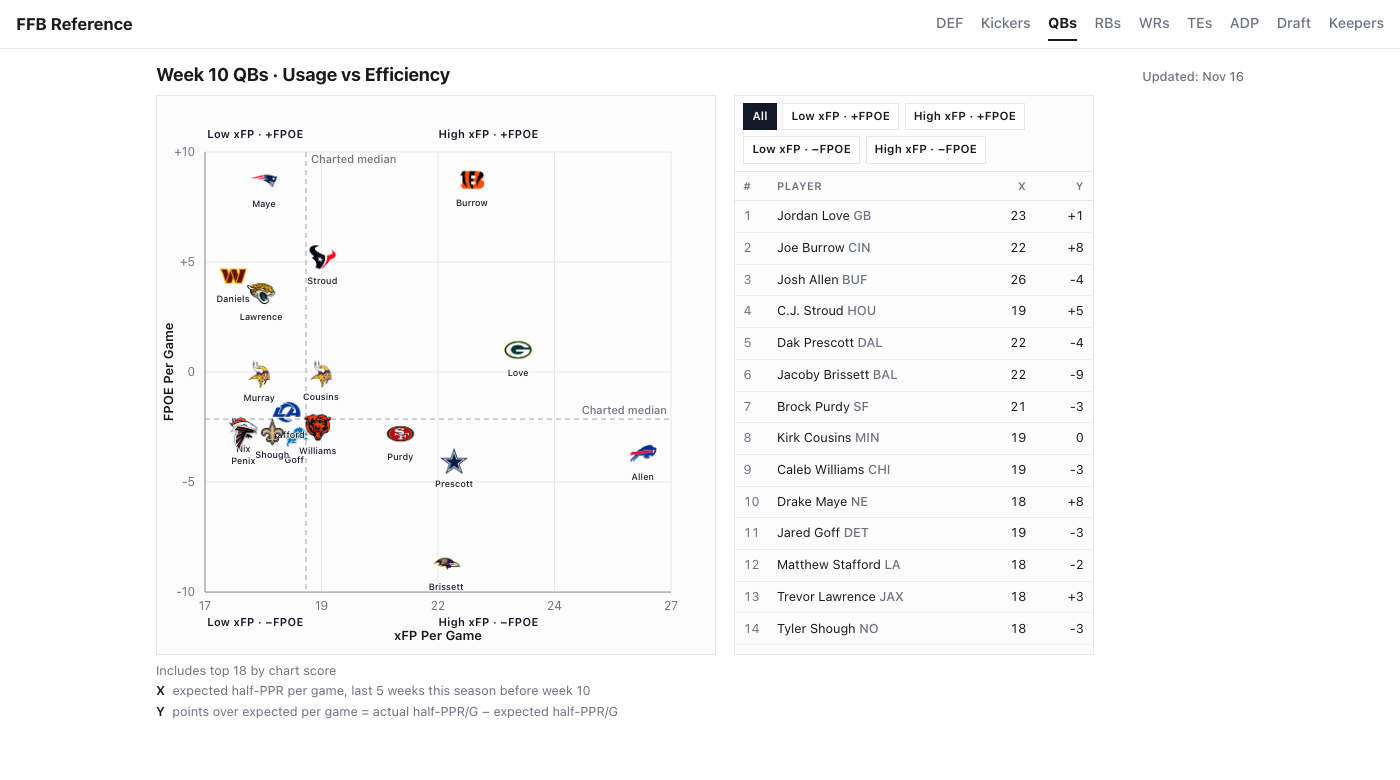 FFB Reference
DEF Kickers QBs RBs WRs TEs ADP Draft Keepers
Week 10 QBs · Usage vs Efficiency
Updated: Nov 16
Low xFP · +FPOE
High xFP · +FPOE
+10
Charted median
Maye
Burrow
+5
Stroud
Daniels
Lawrence
FPOE Per Game
Love
0
Murray
Cousins
Charted median
Nix
Penix
Shough
Goff
Williams
Purdy
Prescott
Allen
-5
Brissett
-10
17
19
22
24
27
Low xFP · −FPOE
High xFP · −FPOE
xFP Per Game
All
Low xFP · +FPOE
High xFP · +FPOE
Low xFP · −FPOE
High xFP · −FPOE
# PLAYER X Y
1 Jordan Love GB 23 +1
2 Joe Burrow CIN 22 +8
3 Josh Allen BUF 26 -4
4 C.J. Stroud HOU 19 +5
5 Dak Prescott DAL 22 -4
6 Jacoby Brissett BAL 22 -9
7 Brock Purdy SF 21 -3
8 Kirk Cousins MIN 19 0
9 Caleb Williams CHI 19 -3
10 Drake Maye NE 18 +8
11 Jared Goff DET 19 -3
12 Matthew Stafford LA 18 -2
13 Trevor Lawrence JAX 18 +3
14 Tyler Shough NO 18 -3
Includes top 18 by chart score
X expected half-PPR per game, last 5 weeks this season before week 10
Y points over expected per game = actual half-PPR/G − expected half-PPR/G